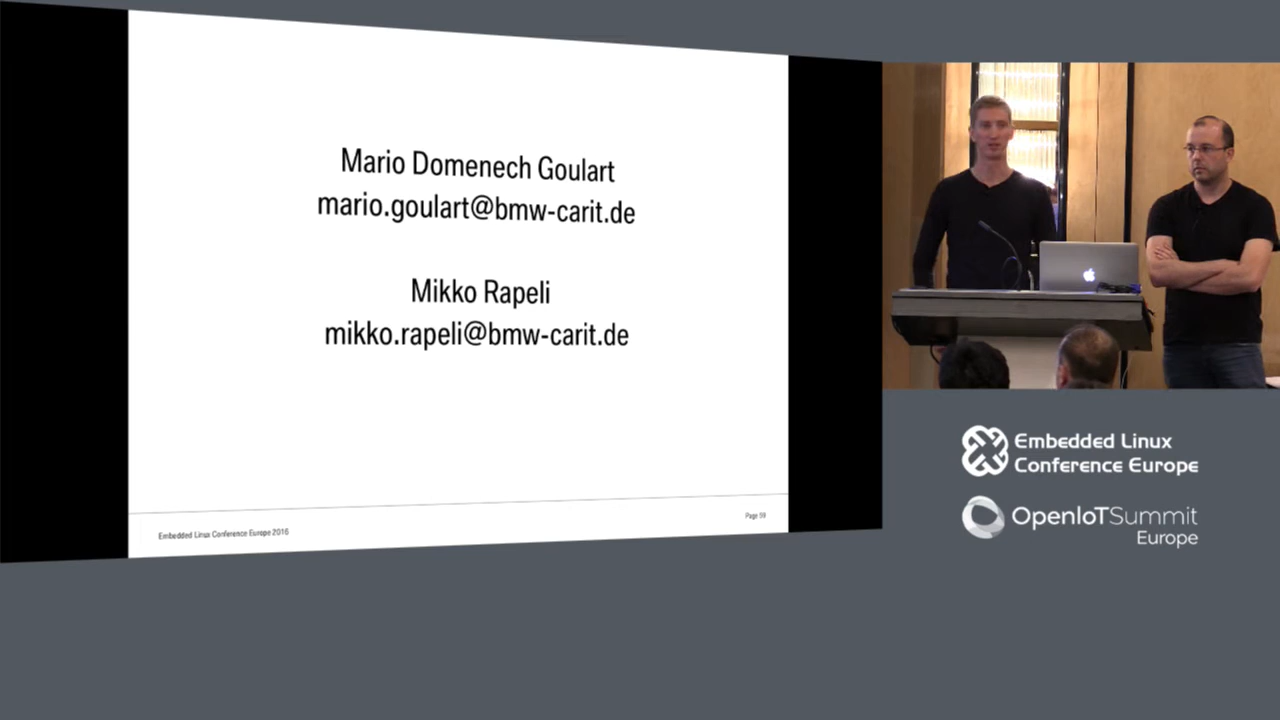 Mario Domenech Goulart
mario.goulart@bmw-carit.de
Mikko Rapeli
mikko.rapeli@bmw-carit.de
Embedded Linux Conference Europe 2016
Page 59
Embedded Linux
Conference Europe
OpenIoTSummit
Europe